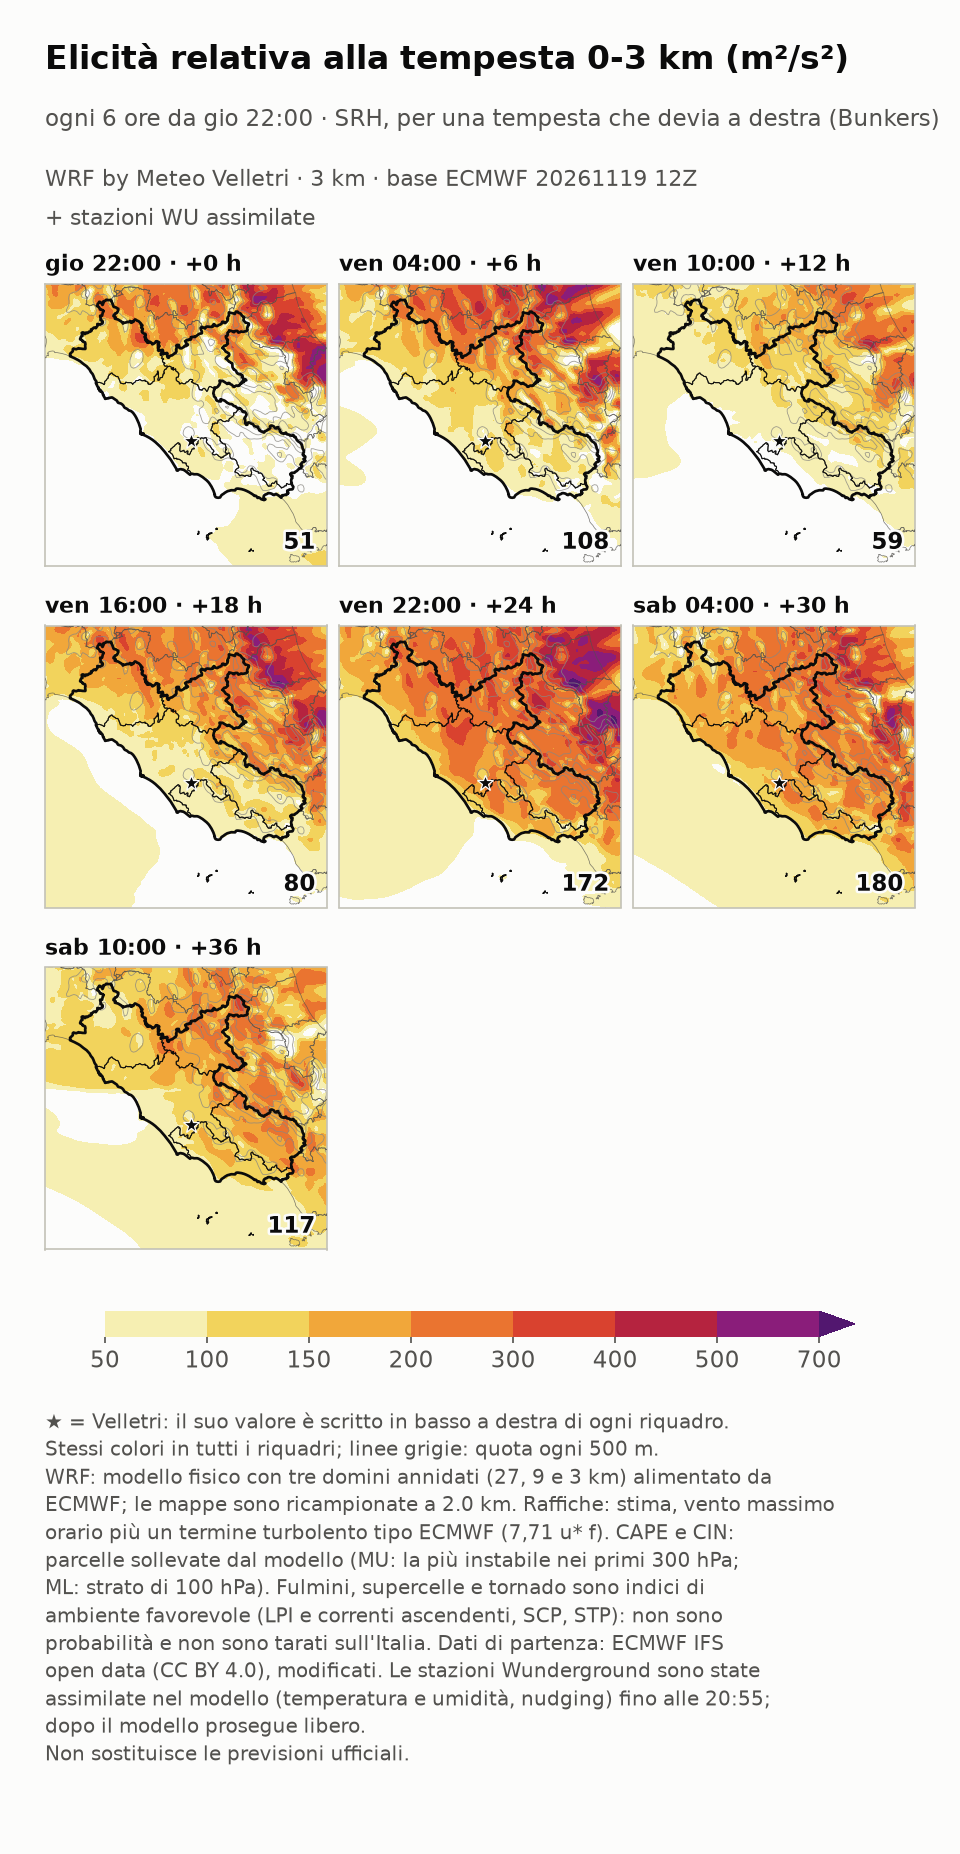 Elicità relativa alla tempesta 0-3 km (m²/s²)
ogni 6 ore da gio 22:00 · SRH, per una tempesta che devia a destra (Bunkers)
WRF by Meteo Velletri · 3 km · base ECMWF 20261119 12Z
+ stazioni WU assimilate
gio 22:00 · +0 h
ven 04:00 · +6 h
ven 10:00 · +12 h
51
108
59
ven 16:00 · +18 h
ven 22:00 · +24 h
sab 04:00 · +30 h
80
172
180
sab 10:00 · +36 h
117
50 100 150 200 300 400 500 700
★ = Velletri: il suo valore è scritto in basso a destra di ogni riquadro.
Stessi colori in tutti i riquadri; linee grigie: quota ogni 500 m.
WRF: modello fisico con tre domini annidati (27, 9 e 3 km) alimentato da
ECMWF; le mappe sono ricampionate a 2.0 km. Raffiche: stima, vento massimo
orario più un termine turbolento tipo ECMWF (7,71 u* f). CAPE e CIN:
parcelle sollevate dal modello (MU: la più instabile nei primi 300 hPa;
ML: strato di 100 hPa). Fulmini, supercelle e tornado sono indici di
ambiente favorevole (LPI e correnti ascendenti, SCP, STP): non sono
probabilità e non sono tarati sull'Italia. Dati di partenza: ECMWF IFS
open data (CC BY 4.0), modificati. Le stazioni Wunderground sono state
assimilate nel modello (temperatura e umidità, nudging) fino alle 20:55;
dopo il modello prosegue libero.
Non sostituisce le previsioni ufficiali.